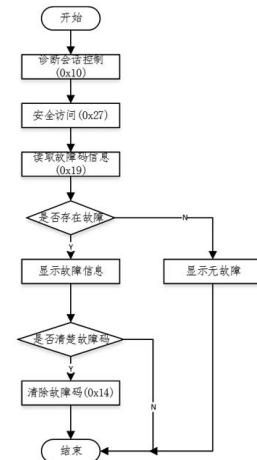 开始
诊断会话控制
(0x10)
安全访问(0x27)
读取故障码信息
(0x19)
是否存在故障
N
Y
显示故障信息
显示无故障
是否清楚故障码
Y
N
清除故障码(0x14)
结束